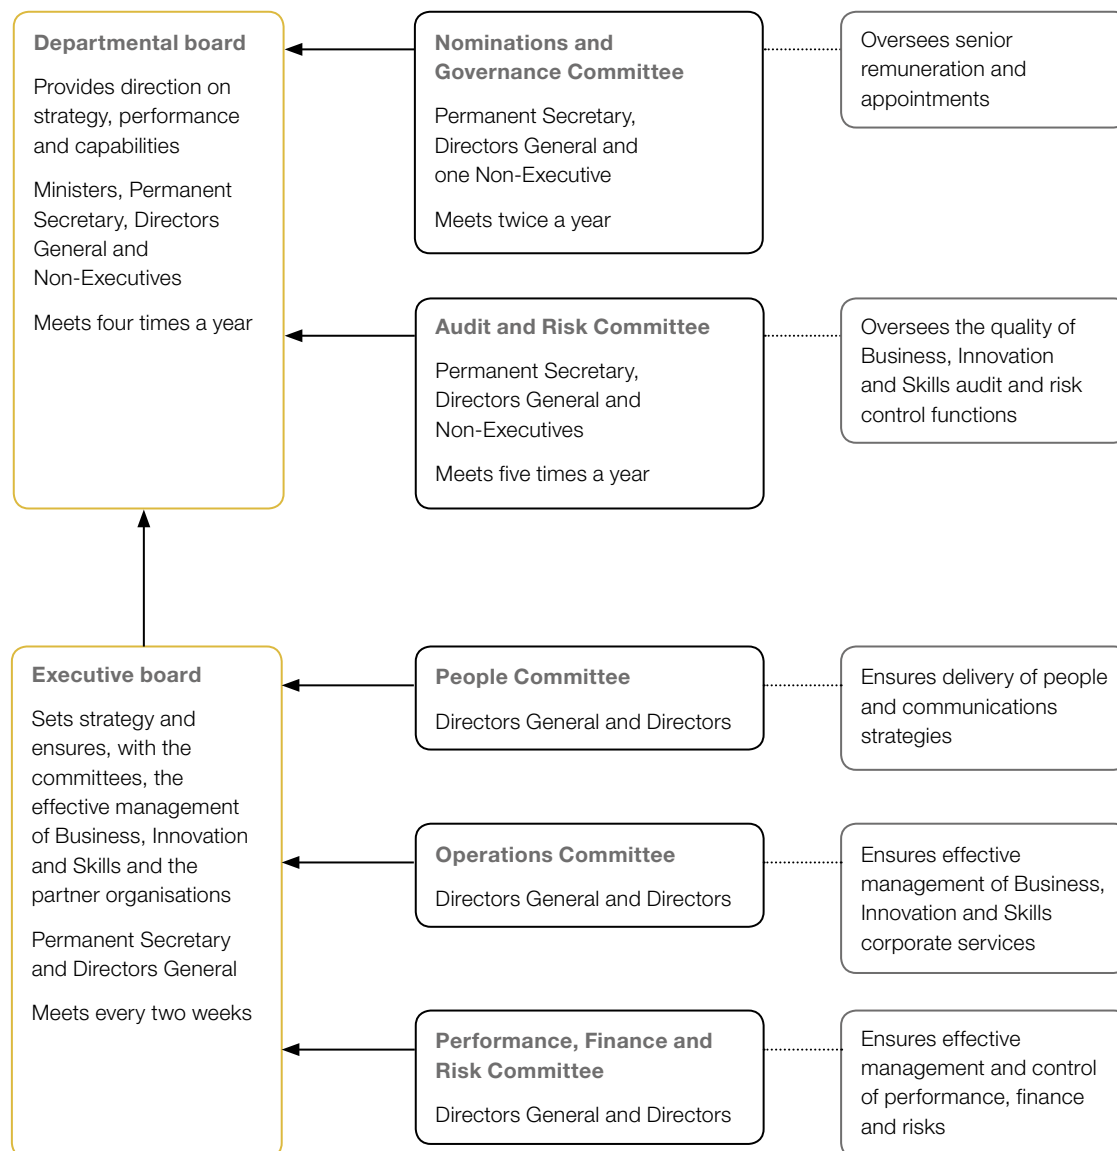 Departmental board
Provides direction on
strategy, performance
and capabilities
Ministers, Permanent
Secretary, Directors
General and
Non-Executives
Meets four times a year
Nominations and
Governance Committee
Permanent Secretary,
Directors General and
one Non-Executive
Meets twice a year
Oversees senior
remuneration and
appointments
Audit and Risk Committee
Permanent Secretary,
Directors General and
Non-Executives
Meets five times a year
Oversees the quality of
Business, Innovation
and Skills audit and risk
control functions
Executive board
Sets strategy and
ensures, with the
committees, the
effective management
of Business, Innovation
and Skills and the
partner organisations
Permanent Secretary
and Directors General
Meets every two weeks
People Committee
Directors General and Directors
Ensures delivery of people
and communications
strategies
Operations Committee
Directors General and Directors
Ensures effective
management of Business,
Innovation and Skills
corporate services
Performance, Finance and
Risk Committee
Directors General and Directors
Ensures effective
management and control
of performance, finance
and risks